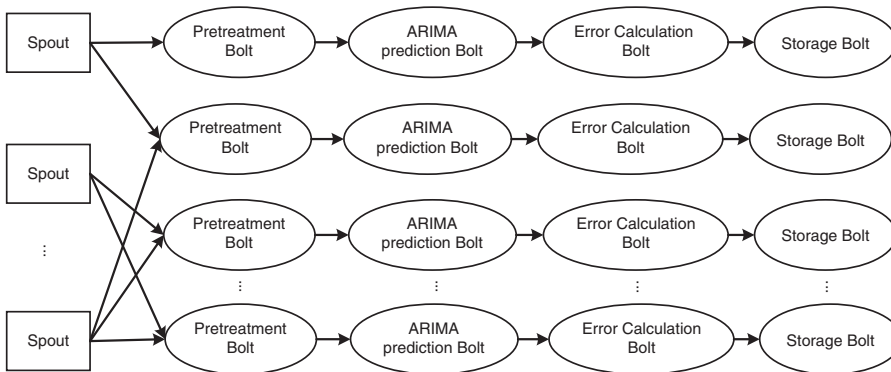 Spout
Pretreatment
Bolt
ARIMA
prediction Bolt
Error Calculation
Bolt
Storage Bolt
Pretreatment
Bolt
ARIMA
prediction Bolt
Error Calculation
Bolt
Storage Bolt
Spout
Pretreatment
Bolt
ARIMA
prediction Bolt
Error Calculation
Bolt
Storage Bolt
...
...
...
...
...
Spout
Pretreatment
Bolt
ARIMA
prediction Bolt
Error Calculation
Bolt
Storage Bolt